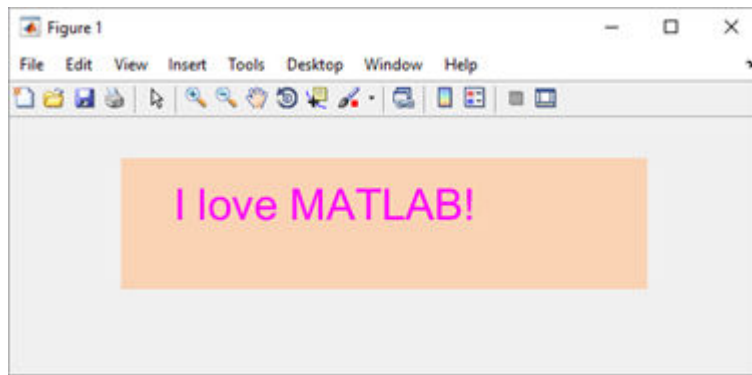 Figure 1
File Edit View Insert Tools Desktop Window Help
I love MATLAB!